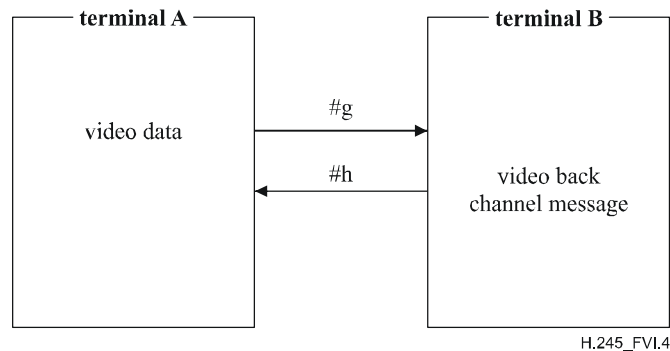 terminal A
terminal B
#g
video data
#h
video back
channel message
H.245_FVI.4